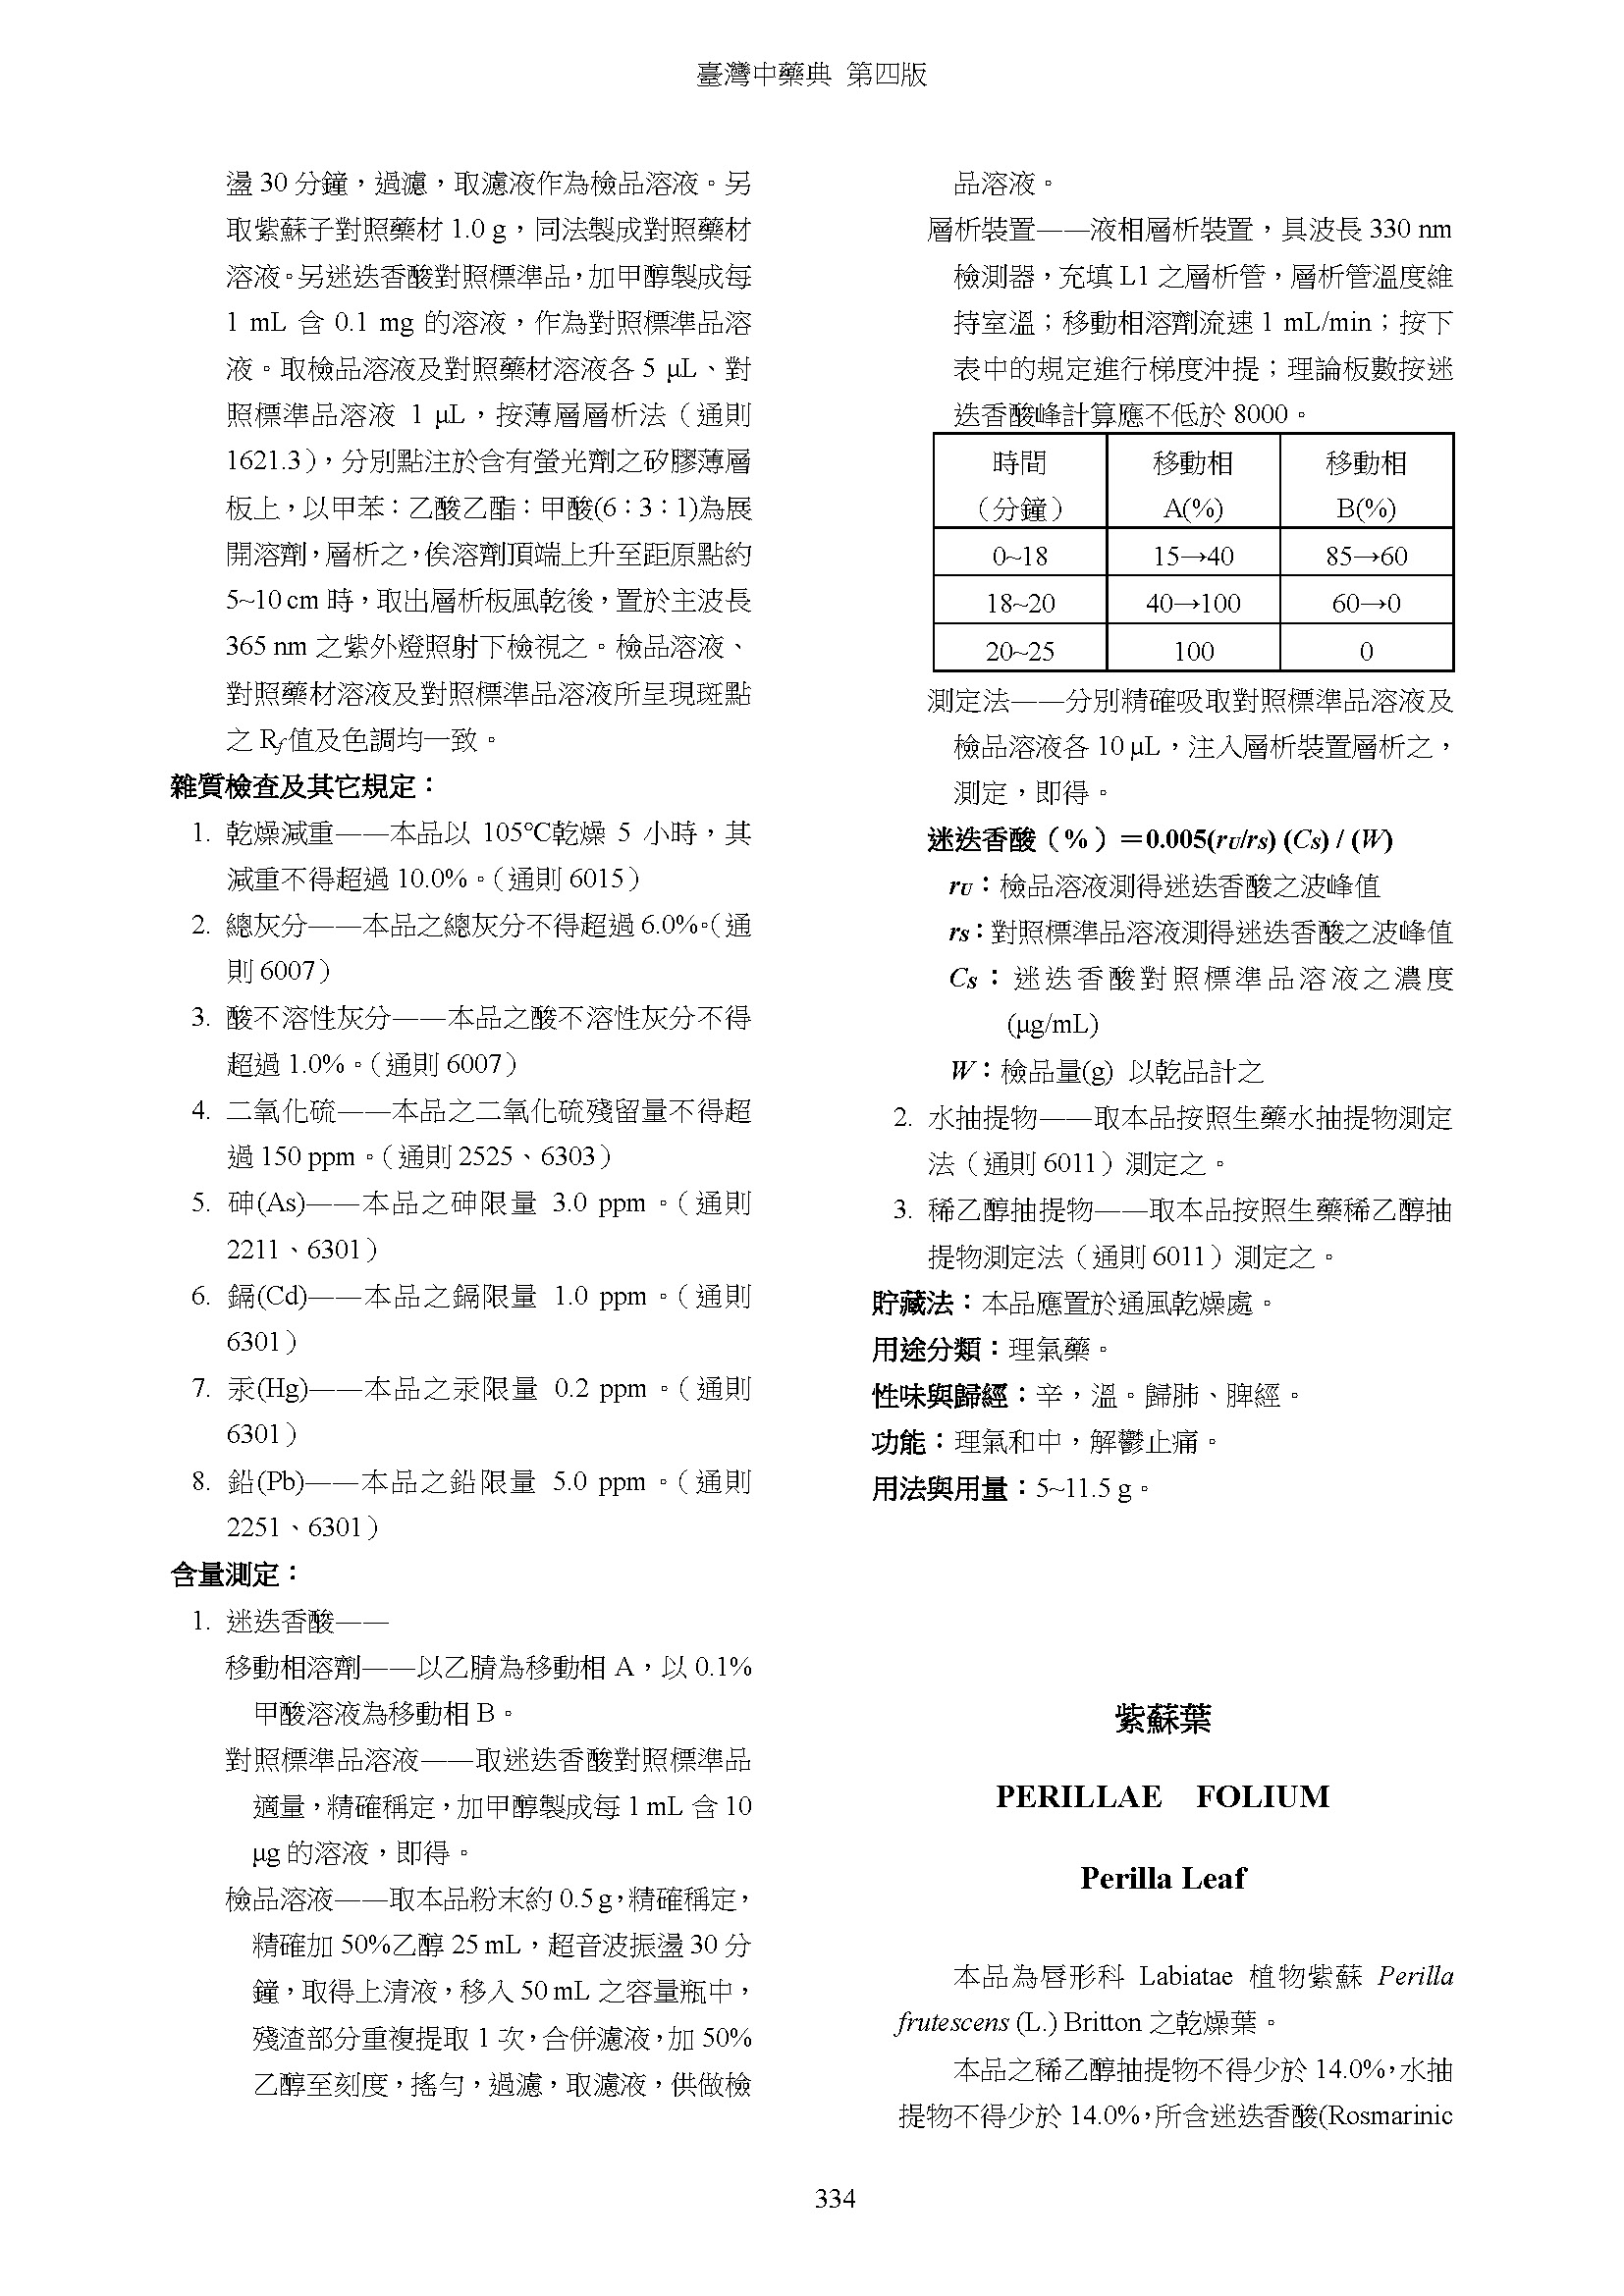 臺灣中藥典 第四版
盪 30 分鐘，過濾，取濾液作為檢品溶液。另
取紫蘇子對照藥材 1.0 g，同法製成對照藥材
溶液。另迷迭香酸對照標準品，加甲醇製成每
1 mL 含 0.1 mg 的溶液，作為對照標準品溶
液。取檢品溶液及對照藥材溶液各 5 μL、對
照標準品溶液 1 μL，按薄層層析法（通則
1621.3），分別點注於含有螢光劑之矽膠薄層
板上，以甲苯：乙酸乙酯：甲酸(6：3：1)為展
開溶劑，層析之，俟溶劑頂端上升至距原點約
5~10 cm 時，取出層析板風乾後，置於主波長
365 nm 之紫外燈照射下檢視之。檢品溶液、
對照藥材溶液及對照標準品溶液所呈現斑點
之 Rf 值及色調均一致。
雜質檢查及其它規定：
1. 乾燥減重——本品以 105℃乾燥 5 小時，其
減重不得超過 10.0%。（通則 6015）
2. 總灰分——本品之總灰分不得超過 6.0%。（通
則 6007）
3. 酸不溶性灰分——本品之酸不溶性灰分不得
超過 1.0%。（通則 6007）
4. 二氧化硫——本品之二氧化硫殘留量不得超
過 150 ppm。（通則 2525、6303）
5. 砷(As)——本品之砷限量 3.0 ppm。（通則
2211、6301）
6. 鎘(Cd)——本品之鎘限量 1.0 ppm。（通則
6301）
7. 汞(Hg)——本品之汞限量 0.2 ppm。（通則
6301）
8. 鉛(Pb)——本品之鉛限量 5.0 ppm。（通則
2251、6301）
含量測定：
1. 迷迭香酸——
移動相溶劑——以乙腈為移動相 A，以 0.1%
甲酸溶液為移動相 B。
對照標準品溶液——取迷迭香酸對照標準品
適量，精確稱定，加甲醇製成每 1 mL 含 10
μg 的溶液，即得。
檢品溶液——取本品粉末約 0.5 g，精確稱定，
精確加 50%乙醇 25 mL，超音波振盪 30 分
鐘，取得上清液，移入 50 mL 之容量瓶中，
殘渣部分重複提取 1 次，合併濾液，加 50%
乙醇至刻度，搖勻，過濾，取濾液，供做檢
品溶液。
層析裝置——液相層析裝置，具波長 330 nm
檢測器，充填 L1 之層析管，層析管溫度維
持室溫；移動相溶劑流速 1 mL/min；按下
表中的規定進行梯度沖提；理論板數按迷
迭香酸峰計算應不低於 8000。
時間 移動相 移動相
（分鐘） A(%) B(%)
0~18 15→40 85→60
18~20 40→100 60→0
20~25 100 0
測定法——分別精確吸取對照標準品溶液及
檢品溶液各 10 μL，注入層析裝置層析之，
測定，即得。
迷迭香酸（%）＝0.005(rU/rS) (CS) / (W)
rU：檢品溶液測得迷迭香酸之波峰值
rS：對照標準品溶液測得迷迭香酸之波峰值
CS：迷迭香酸對照標準品溶液之濃度
(μg/mL)
W：檢品量(g) 以乾品計之
2. 水抽提物——取本品按照生藥水抽提物測定
法（通則 6011）測定之。
3. 稀乙醇抽提物——取本品按照生藥稀乙醇抽
提物測定法（通則 6011）測定之。
貯藏法：本品應置於通風乾燥處。
用途分類：理氣藥。
性味與歸經：辛，溫。歸肺、脾經。
功能：理氣和中，解鬱止痛。
用法與用量：5~11.5 g。
紫蘇葉
PERILLAE FOLIUM
Perilla Leaf
本品為唇形科 Labiatae 植物紫蘇 Perilla
frutescens (L.) Britton 之乾燥葉。
本品之稀乙醇抽提物不得少於 14.0%，水抽
提物不得少於 14.0%，所含迷迭香酸(Rosmarinic
334